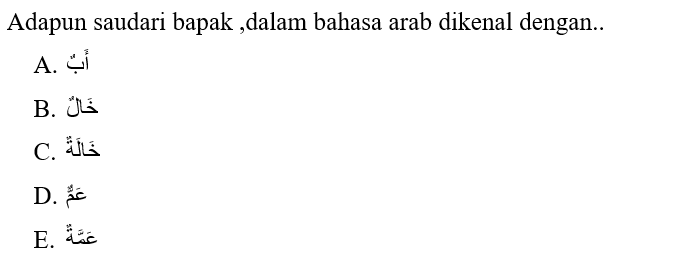 Adapun saudari bapak ,dalam bahasa arab dikenal dengan..
A. أَبٌ
B. خَالٌ
C. خَالَةٌ
D. عَمٌّ
E. عَمَّةٌ